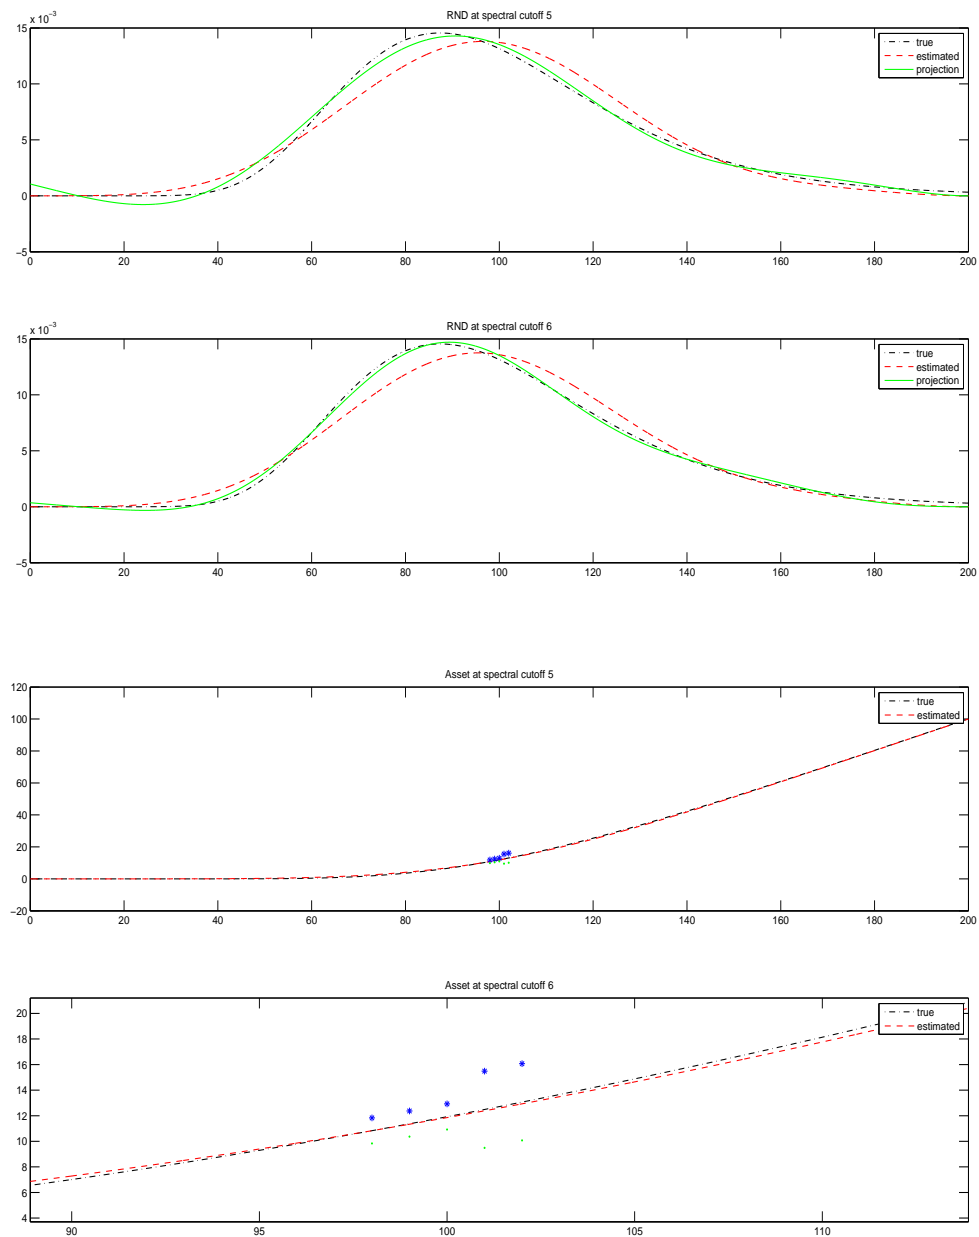 RND at spectral cutoff 5
x 10⁻³
15
10
5
0
−5
0 20 40 60 80 100 120 140 160 180 200
true
estimated
projection
RND at spectral cutoff 6
x 10⁻³
15
10
5
0
−5
0 20 40 60 80 100 120 140 160 180 200
true
estimated
projection
Asset at spectral cutoff 5
120
100
80
60
40
20
0
−20
0 20 40 60 80 100 120 140 160 180 200
true
estimated
Asset at spectral cutoff 6
20
18
16
14
12
10
8
6
4
90 95 100 105 110
true
estimated